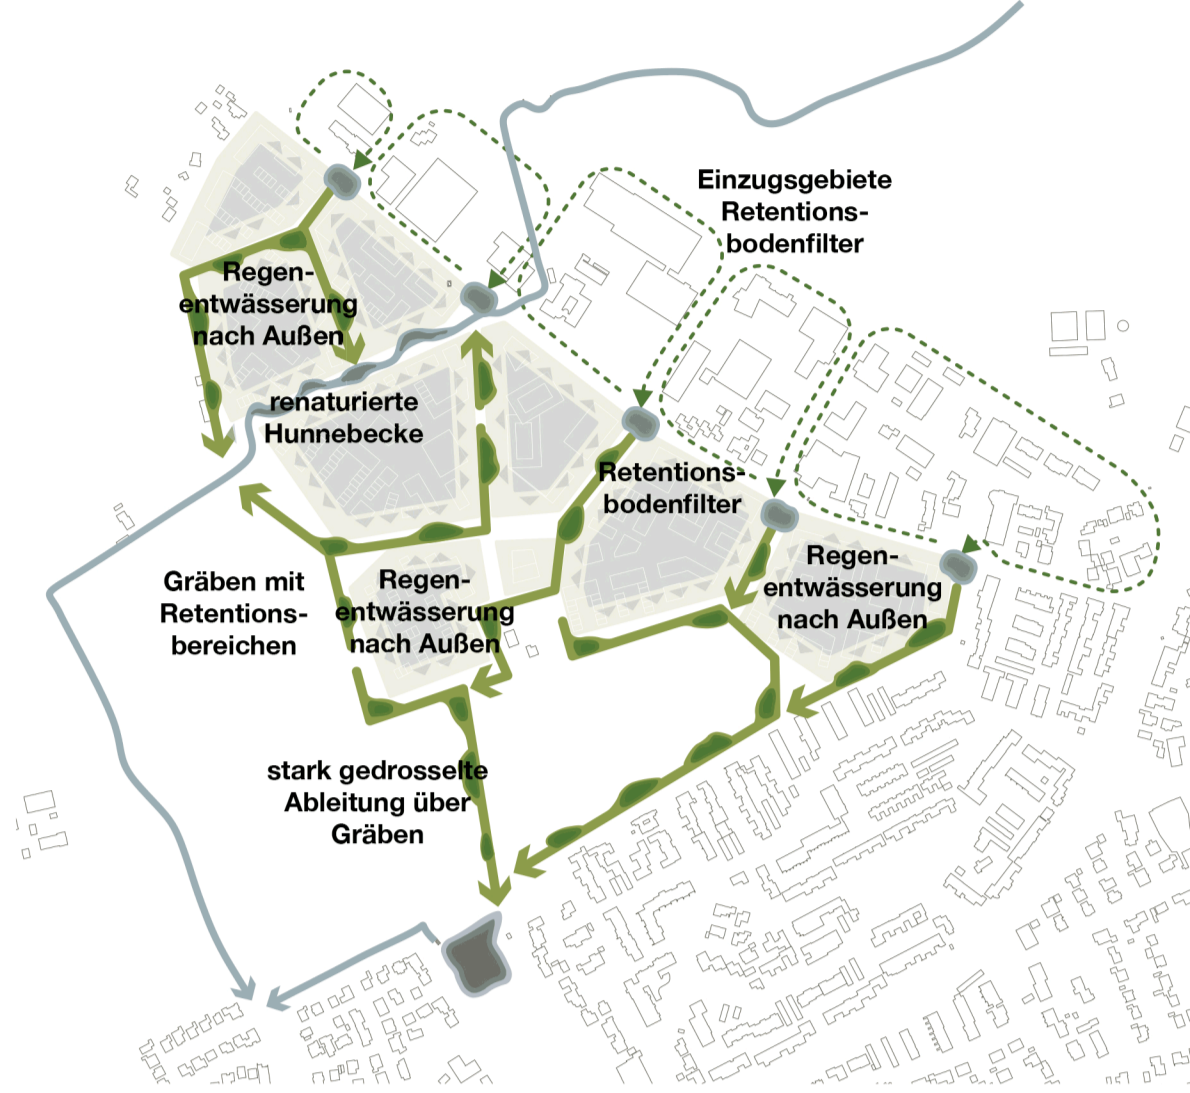 Einzugsgebiete
Retentions-
bodenfilter
Regen-
entwässerung
nach Außen
renaturierte
Hunnebecke
Retentions-
bodenfilter
Regen-
entwässerung
nach Außen
Gräben mit
Retentions-
bereichen
Regen-
entwässerung
nach Außen
stark gedrosselte
Ableitung über
Gräben